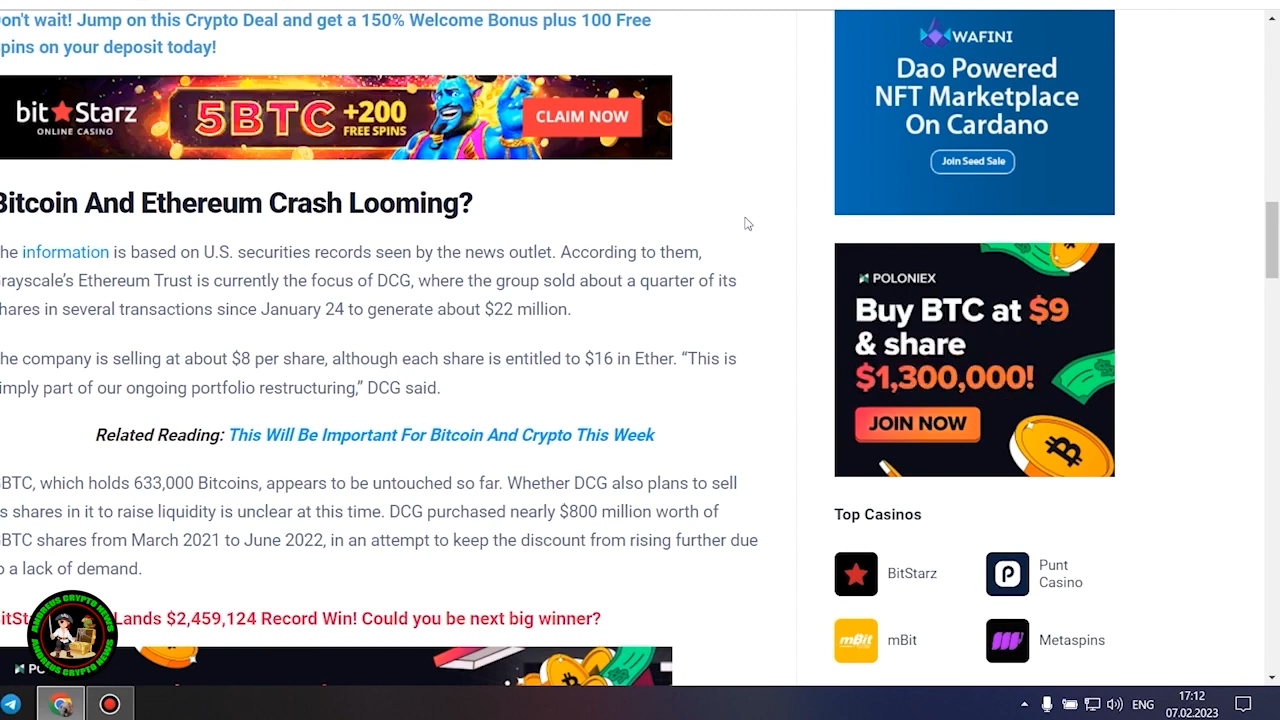 on't wait! Jump on this Crypto Deal and get a 150% Welcome Bonus plus 100 Free
pins on your deposit today!
bit Starz
ONLINE CASINO
5BTC +200
FREE SPINS
CLAIM NOW
Bitcoin And Ethereum Crash Looming?
he information is based on U.S. securities records seen by the news outlet. According to them,
rayscale’s Ethereum Trust is currently the focus of DCG, where the group sold about a quarter of its
hares in several transactions since January 24 to generate about $22 million.
he company is selling at about $8 per share, although each share is entitled to $16 in Ether. “This is
imply part of our ongoing portfolio restructuring,” DCG said.
Related Reading: This Will Be Important For Bitcoin And Crypto This Week
BTC, which holds 633,000 Bitcoins, appears to be untouched so far. Whether DCG also plans to sell
s shares in it to raise liquidity is unclear at this time. DCG purchased nearly $800 million worth of
BTC shares from March 2021 to June 2022, in an attempt to keep the discount from rising further due
o a lack of demand.
itSt Lands $2,459,124 Record Win! Could you be next big winner?
ANDREUS CRYPTO NEWS
ANDREUS CRYPTO NEWS
WAFINI
Dao Powered
NFT Marketplace
On Cardano
Join Seed Sale
POLONIEX
Buy BTC at $9
& share
$1,300,000!
JOIN NOW
Top Casinos
BitStarz
Punt
Casino
mBit
mBit
Metaspins
ENG
17:12
07.02.2023